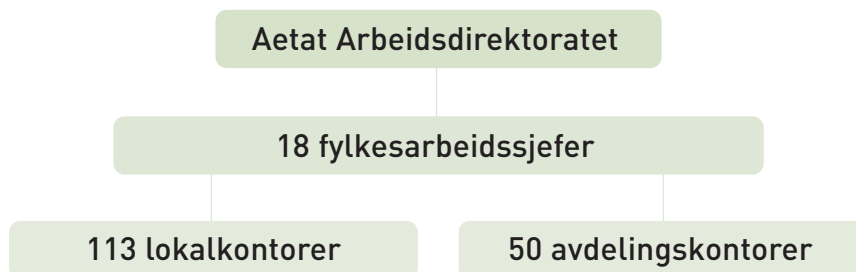 Aetat Arbeidsdirektoratet
18 fylkesarbeidssjefer
113 lokalkontorer
50 avdelingskontorer